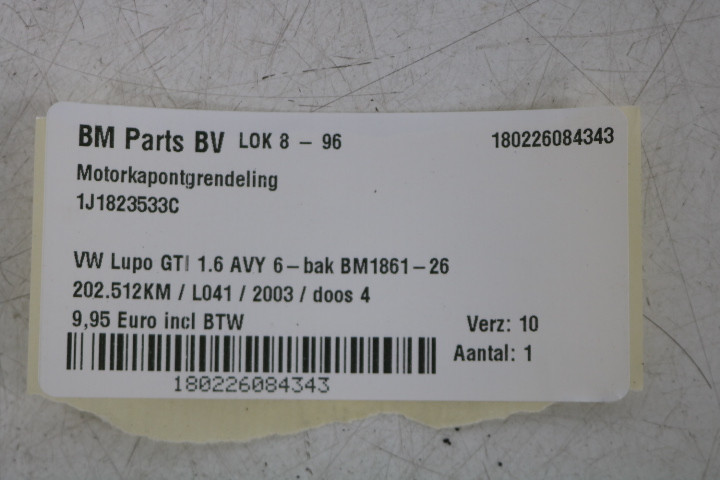 BM Parts BV LOK 8 - 96 180226084343
Motorkapontgrendeling
1J1823533C
VW Lupo GTI 1.6 AVY 6-bak BM1861-26
202.512KM / L041 / 2003 / doos 4
9,95 Euro incl BTW Verz: 10
Aantal: 1
180226084343